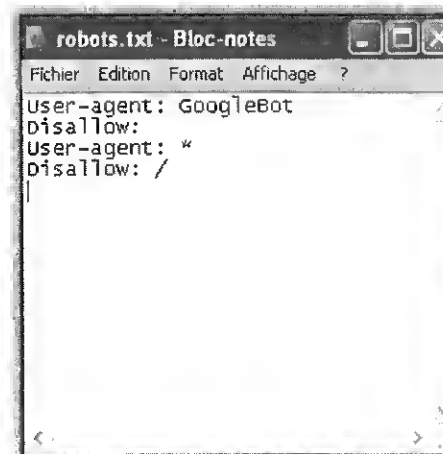 robots.txt - Bloc-notes
Fichier Edition Format Affichage ?
User-agent: GoogleBot
Disallow:
User-agent: *
Disallow: /